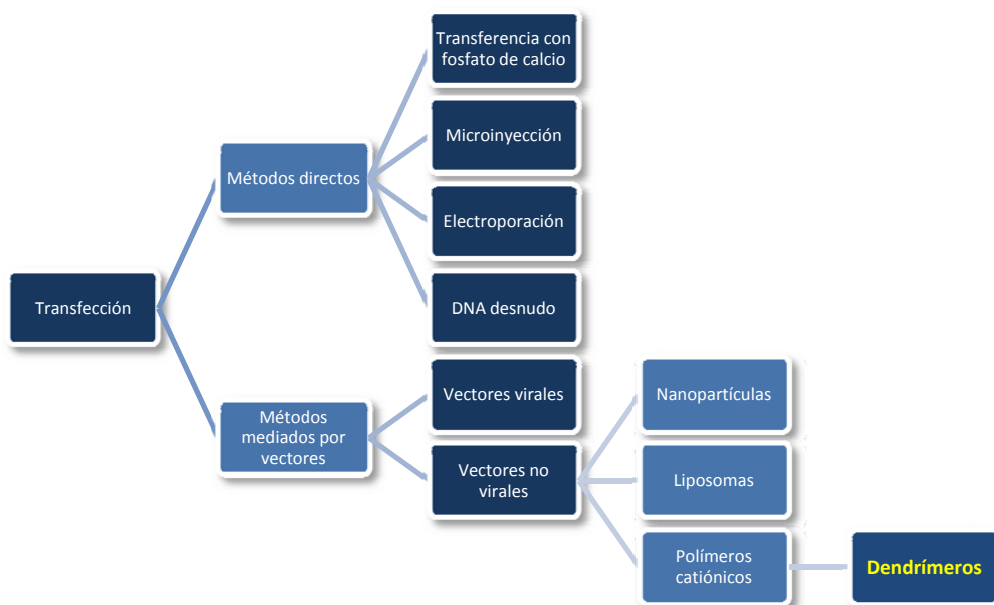 Transferencia con
fosfato de calcio
Microinyección
Métodos directos
Electroporación
Transfección
DNA desnudo
Vectores virales
Nanopartículas
Métodos
mediados por
vectores
Vectores no
virales
Liposomas
Polímeros
catiónicos
Dendrímeros